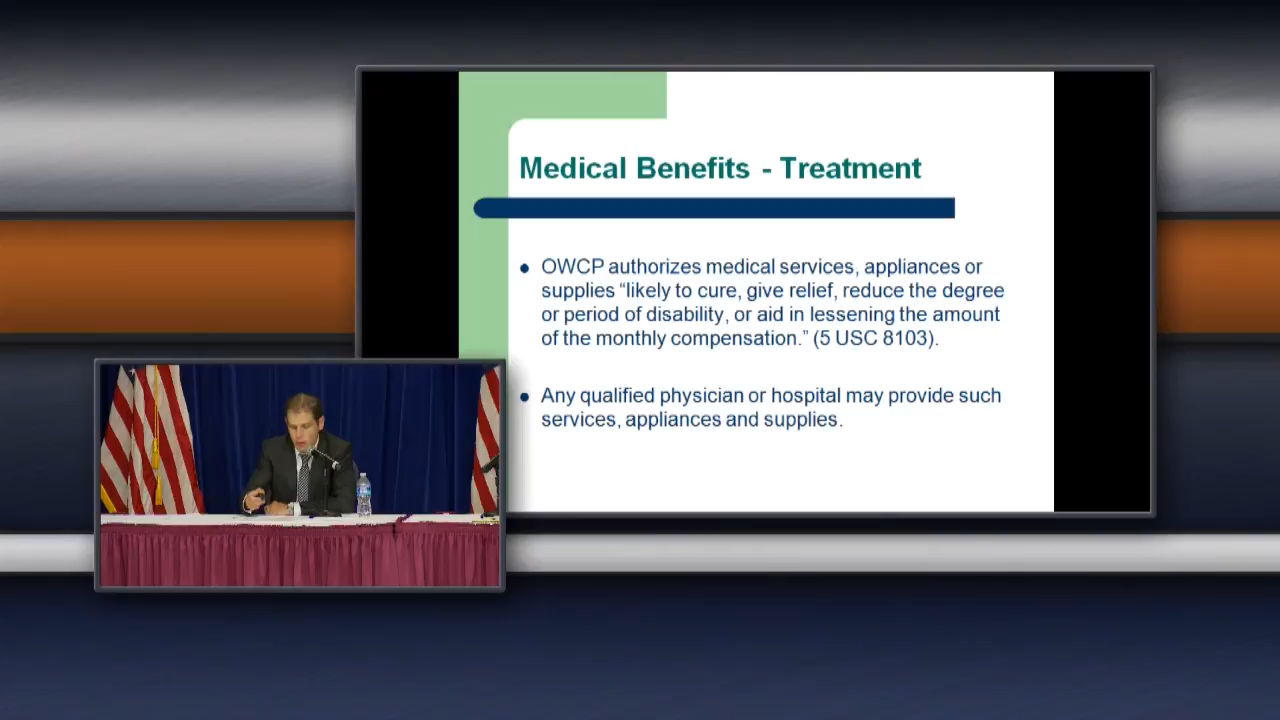 Medical Benefits - Treatment
OWCP authorizes medical services, appliances or
supplies “likely to cure, give relief, reduce the degree
or period of disability, or aid in lessening the amount
of the monthly compensation.” (5 USC 8103).
Any qualified physician or hospital may provide such
services, appliances and supplies.